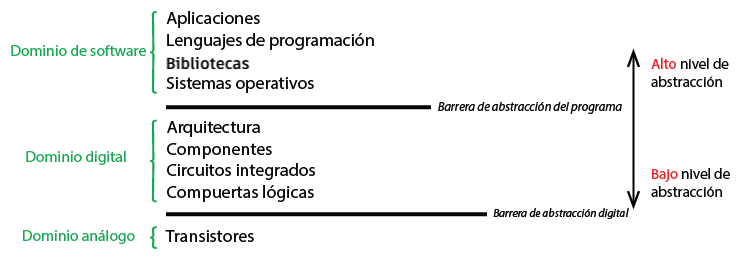 Dominio de software
Aplicaciones
Lenguajes de programación
Bibliotecas
Sistemas operativos
Barrera de abstracción del programa
Dominio digital
Arquitectura
Componentes
Circuitos integrados
Compuertas lógicas
Barrera de abstracción digital
Dominio análogo
Transistores
Alto nivel de
abstracción
Bajo nivel de
abstracción